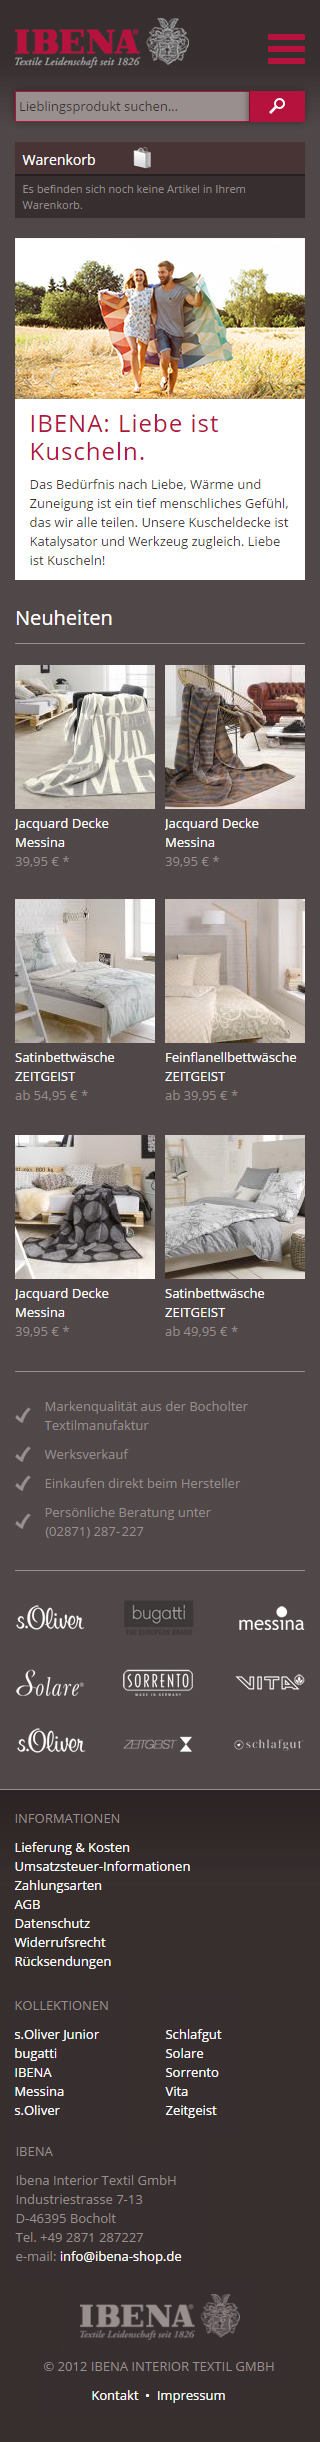 IBENA
Textile Leidenschaft seit 1826
Lieblingsprodukt suchen...
Warenkorb
Es befinden sich noch keine Artikel in Ihrem
Warenkorb.
IBENA: Liebe ist
Kuscheln.
Das Bedürfnis nach Liebe, Wärme und
Zuneigung ist ein tief menschliches Gefühl,
das wir alle teilen. Unsere Kuscheldecke ist
Katalysator und Werkzeug zugleich. Liebe
ist Kuscheln!
Neuheiten
Jacquard Decke
Messina
39,95 € *
Jacquard Decke
Messina
39,95 € *
Satinbettwäsche
ZEITGEIST
ab 54,95 € *
Feinflanellbettwäsche
ZEITGEIST
ab 39,95 € *
Jacquard Decke
Messina
39,95 € *
Satinbettwäsche
ZEITGEIST
ab 49,95 € *
Markenqualität aus der Bocholter
Textilmanufaktur
Werksverkauf
Einkaufen direkt beim Hersteller
Persönliche Beratung unter
(02871) 287-227
s.Oliver bugatti messina
Solare® SORRENTO VITA
MADE IN GERMANY
s.Oliver ZEITGEIST schlafgut
INFORMATIONEN
Lieferung & Kosten
Umsatzsteuer-Informationen
Zahlungsarten
AGB
Datenschutz
Widerrufsrecht
Rücksendungen
KOLLEKTIONEN
s.Oliver Junior
bugatti
IBENA
Messina
s.Oliver
Schlafgut
Solare
Sorrento
Vita
Zeitgeist
IBENA
Ibena Interior Textil GmbH
Industriestrasse 7-13
D-46395 Bocholt
Tel. +49 2871 287227
e-mail: info@ibena-shop.de
IBENA
Textile Leidenschaft seit 1826
© 2012 IBENA INTERIOR TEXTIL GMBH
Kontakt • Impressum